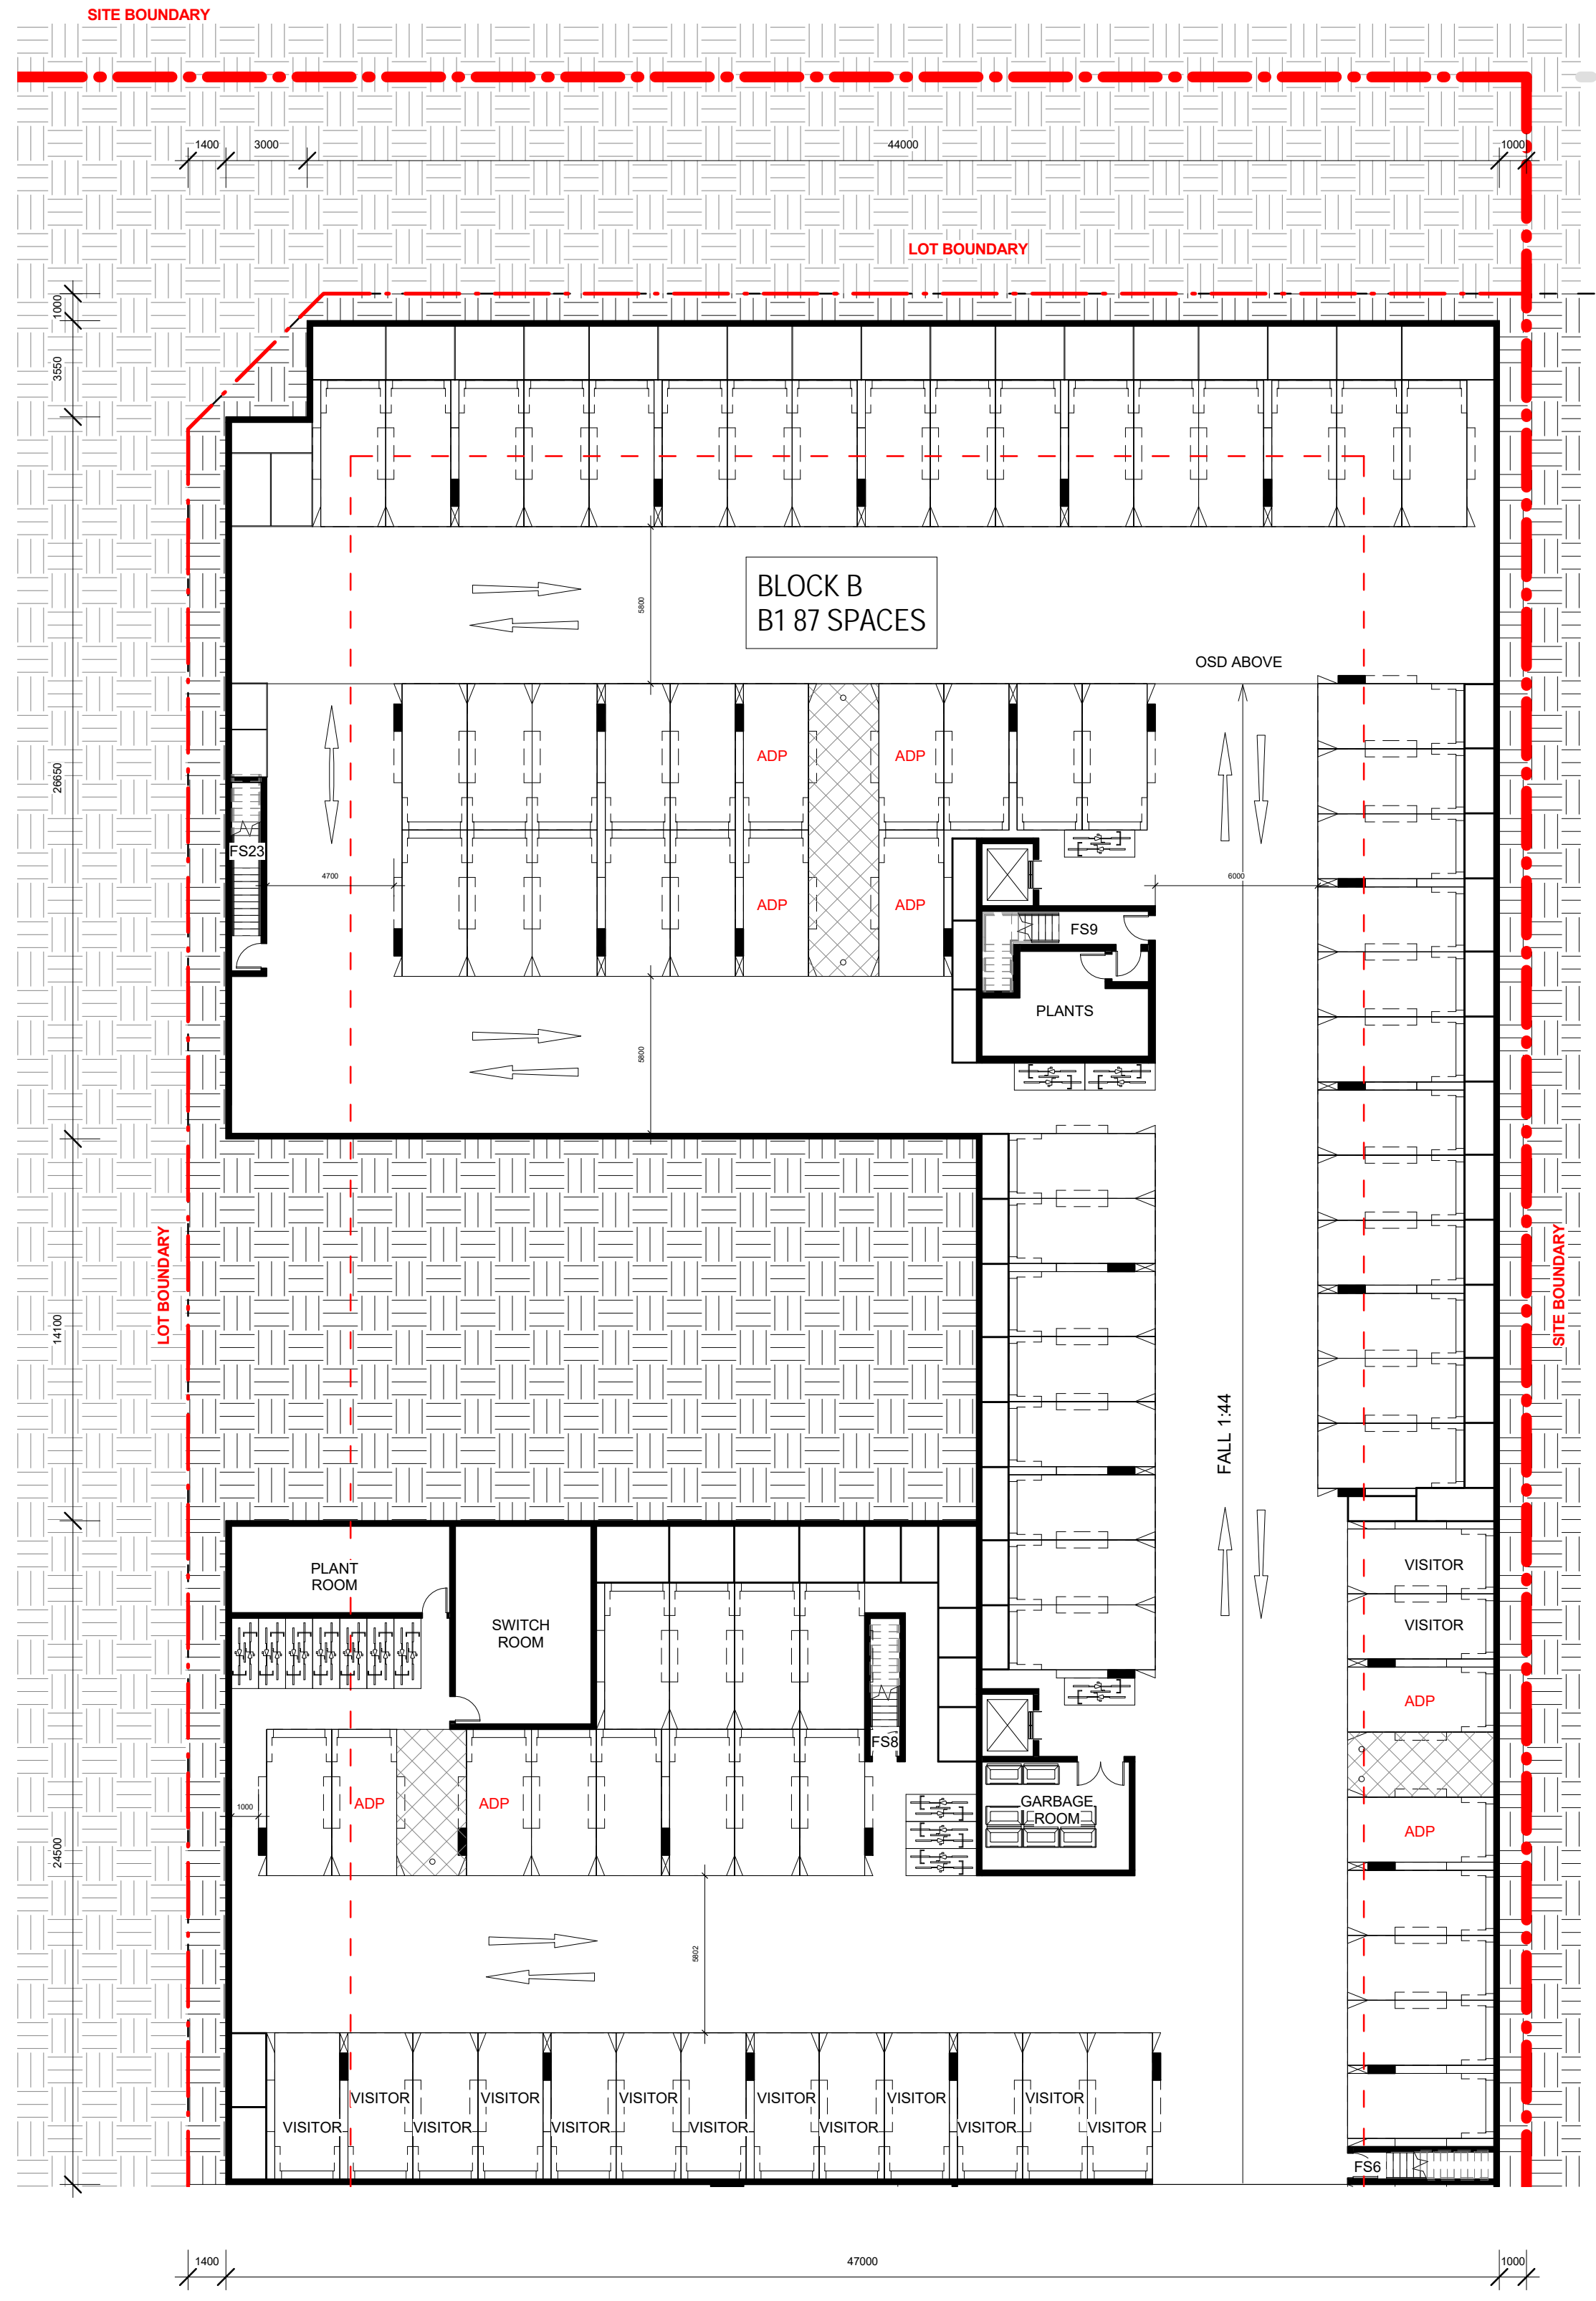 SITE BOUNDARY
1400
3000
44000
1000
LOT BOUNDARY
1000
3550
BLOCK B
B1 87 SPACES
5800
OSD ABOVE
26650
ADP
ADP
FS23
4700
6000
ADP
ADP
FS9
PLANTS
5800
LOT BOUNDARY
SITE BOUNDARY
14100
FALL 1:44
PLANT
ROOM
SWITCH
ROOM
VISITOR
VISITOR
ADP
FS8
1000
ADP
ADP
GARBAGE
ROOM
ADP
24500
5802
VISITOR
VISITOR
VISITOR
VISITOR
VISITOR
VISITOR
VISITOR
VISITOR
VISITOR
VISITOR
VISITOR
VISITOR
VISITOR
FS6
1400
47000
1000